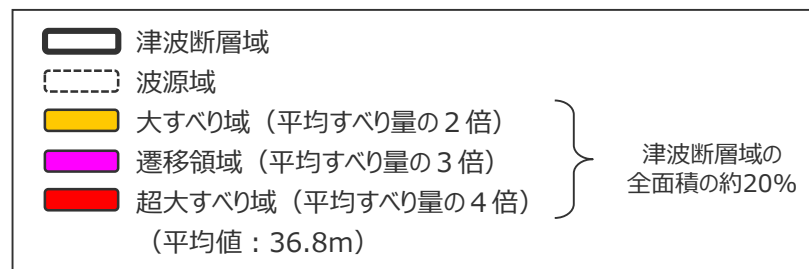 津波断層域
波源域
大すべり域（平均すべり量の２倍）
遷移領域（平均すべり量の３倍）
超大すべり域（平均すべり量の４倍）
（平均値：36.8m）
津波断層域の
全面積の約20%